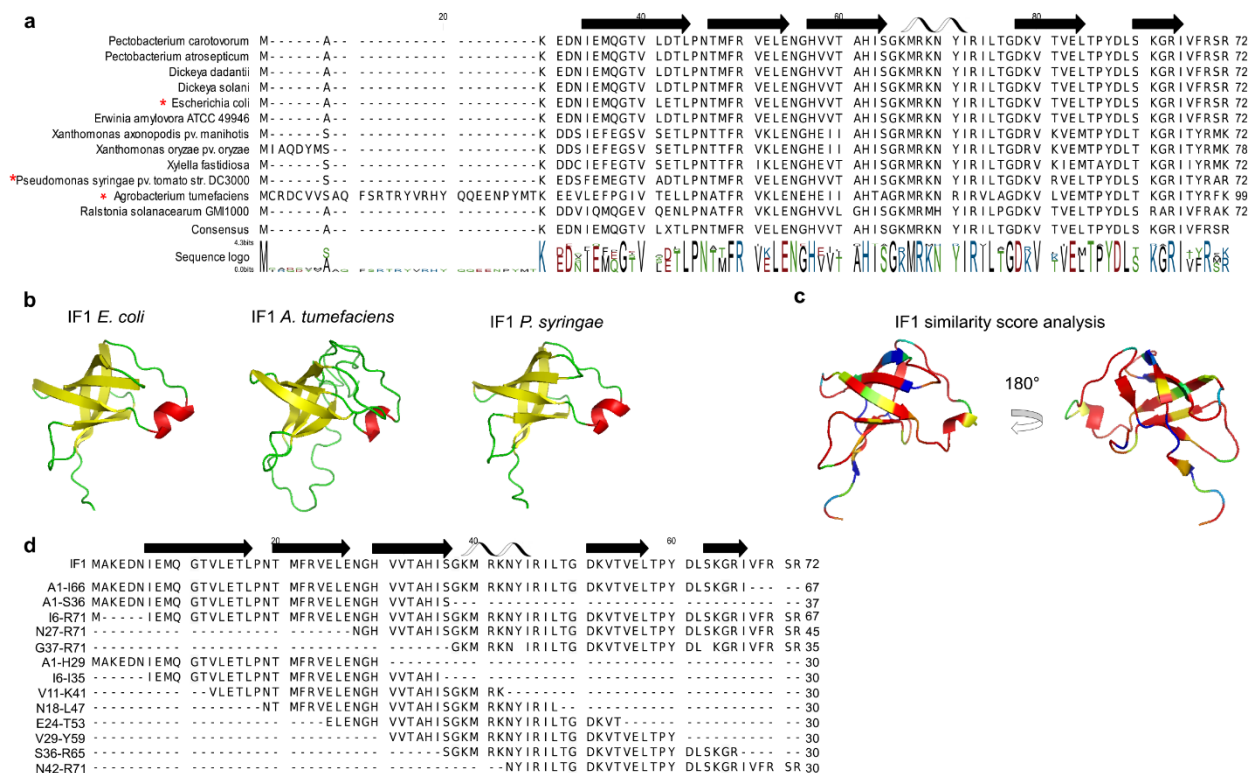 a
20 40 60 80
Pectobacterium carotovorum M------A-- ---------- ---------K EDNIEMQGTV LDTLPNTMFR VELENGHVVT AHISGKMRKN YIRILTGDKV TVELTPYDLS KGRIVFRSR 72
Pectobacterium atrosepticum M------A-- ---------- ---------K EDNIEMQGTV LDTLPNTMFR VELENGHVVT AHISGKMRKN YIRILTGDKV TVELTPYDLS KGRIVFRSR 72
Dickeya dadantii M------A-- ---------- ---------K EDNIEMQGTV LDTLPNTMFR VELENGHVVT AHISGKMRKN YIRILTGDKV TVELTPYDLS KGRIVFRSR 72
Dickeya solani M------A-- ---------- ---------K EDNIEMQGTV LDTLPNTMFR VELENGHVVT AHISGKMRKN YIRILTGDKV TVELTPYDLS KGRIVFRSR 72
* Escherichia coli M------A-- ---------- ---------K EDNIEMQGTV LETLPNTMFR VELENGHVVT AHISGKMRKN YIRILTGDKV TVELTPYDLS KGRIVFRSR 72
Erwinia amylovora ATCC 49946 M------A-- ---------- ---------K EDNIEMQGTV LDTLPNTMFR VELENGHVVT AHISGKMRKN YIRILTGDKV TVELTPYDLS KGRIVFRSR 72
Xanthomonas axonopodis pv. manihotis M------S-- ---------- ---------K DDSIEFEGSV SETLPNTTFR VKLENGHEII AHISGRMRKN YIRILTGDRV KVEMTPYDLT KGRITYRMK 72
Xanthomonas oryzae pv. oryzae MIAQDYMS-- ---------- ---------K DDSIEFEGSV SETLPNTTFR VKLENGHEII AHISGRMRKN YIRILTGDRV KVEMTPYDLT KGRITYRMK 78
Xylella fastidiosa M------S-- ---------- ---------K DDCIEFEGSV VETLPNTTFR IKLENGHEVT AHISGRMRKN YIRILTGDRV KIEMTAYDLT KGRITYRMK 72
*Pseudomonas syringae pv. tomato str. DC3000 M------S-- ---------- ---------K EDSFEMEGTV ADTLPNTMFR VELENGHVVT AHISGKMRKN YIRILTGDKV RVELTPYDLS KGRITYRAR 72
* Agrobacterium tumefaciens MCRDCVVSAQ FSRTRYVRHY QQEENPYMTK EEVLEFPGIV TELLPNATFR VKLENEHEII AHTAGRMRKN RIRVLAGDKV LVEMTPYDLT KGRITYRFK 99
Ralstonia solanacearum GMI1000 M------A-- ---------- ---------K DDVIQMQGEV QENLPNATFR VKLENGHVVL GHISGKMRMH YIRILPGDKV TVELTPYDLS RARIVFRAK 72
Consensus M------A-- ---------- ---------K EDNIEMQGTV LXTLPNTMFR VELENGHVVT AHISGKMRKN YIRILTGDKV TVELTPYDLS KGRIVFRSR
4.3bits
Sequence logo
0.0bits
b
IF1 E. coli
IF1 A. tumefaciens
IF1 P. syringae
c
IF1 similarity score analysis
180°
d
20 40 60
IF1 MAKEDNIEMQ GTVLETLPNT MFRVELENGH VVTAHISGKM RKNYIRILTG DKVTVELTPY DLSKGRIVFR SR 72
A1-I66 MAKEDNIEMQ GTVLETLPNT MFRVELENGH VVTAHISGKM RKNYIRILTG DKVTVELTPY DLSKGRI--- -- 67
A1-S36 MAKEDNIEMQ GTVLETLPNT MFRVELENGH VVTAHIS--- ---------- ---------- ---------- -- 37
I6-R71 M-----IEMQ GTVLETLPNT MFRVELENGH VVTAHISGKM RKNYIRILTG DKVTVELTPY DLSKGRIVFR SR 67
N27-R71 ---------- ---------- -------NGH VVTAHISGKM RKNYIRILTG DKVTVELTPY DLSKGRIVFR SR 45
G37-R71 ---------- ---------- ---------- -------GKM RKN IRILTG DKVTVELTPY DL KGRIVFR SR 35
A1-H29 MAKEDNIEMQ GTVLETLPNT MFRVELENGH ---------- ---------- ---------- ---------- -- 30
I6-I35 ------IEMQ GTVLETLPNT MFRVELENGH VVTAHI---- ---------- ---------- ---------- -- 30
V11-K41 ---------- --VLETLPNT MFRVELENGH VVTAHISGKM RK-------- ---------- ---------- -- 30
N18-L47 ---------- --------NT MFRVELENGH VVTAHISGKM RKNYIRIL-- ---------- ---------- -- 30
E24-T53 ---------- ---------- ----ELENGH VVTAHISGKM RKNYIRILTG DKVT------ ---------- -- 30
V29-Y59 ---------- ---------- ---------- VVTAHISGKM RKNYIRILTG DKVTVELTPY ---------- -- 30
S36-R65 ---------- ---------- ---------- ------SGKM RKNYIRILTG DKVTVELTPY DLSKGR---- -- 30
N42-R71 ---------- ---------- ---------- ---------- --NYIRILTG DKVTVELTPY DLSKGRIVFR SR 30